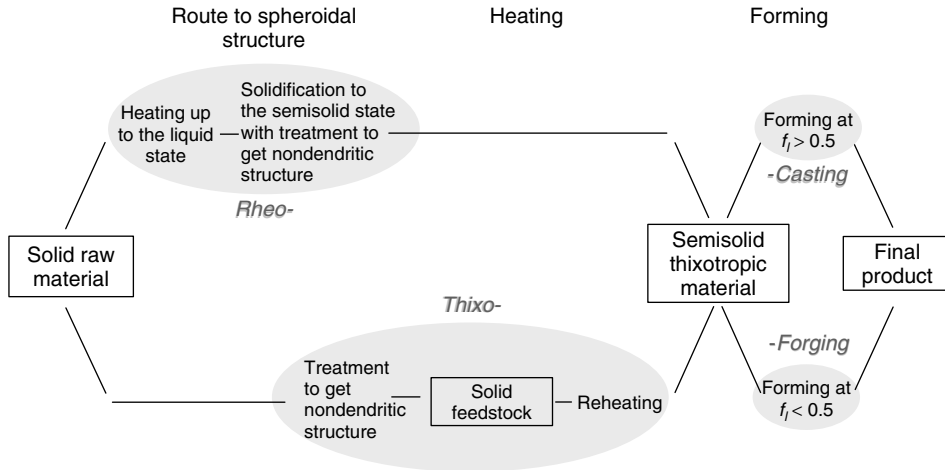 Route to spheroidal
structure
Heating
Forming
Heating up
to the liquid
state
Solidification to
the semisolid state
with treatment to
get nondendritic
structure
Forming at
f_l > 0.5
-Casting
Rheo-
Solid raw
material
Semisolid
thixotropic
material
Final
product
Thixo-
-Forging
Treatment
to get
nondendritic
structure
Solid
feedstock
Reheating
Forming at
f_l < 0.5